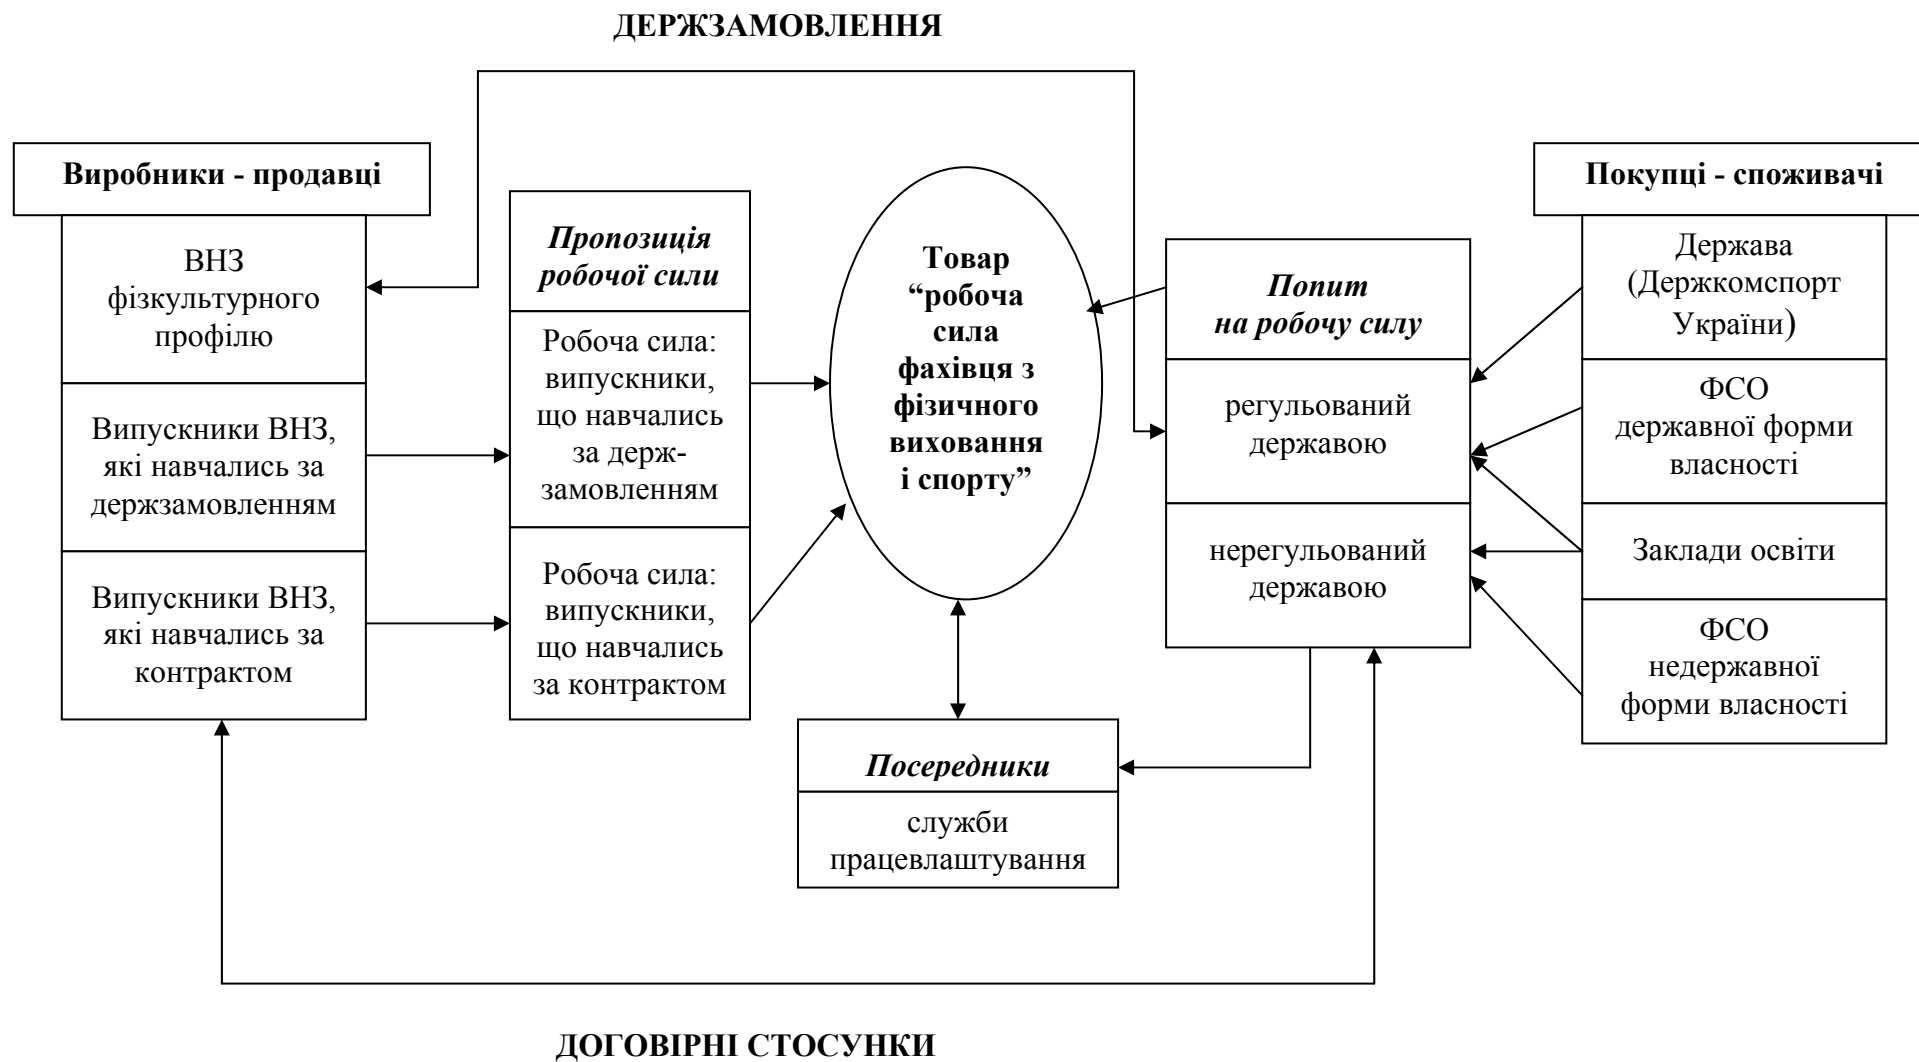 ДЕРЖЗАМОВЛЕННЯ
Виробники - продавці
ВНЗ
фізкультурного
профілю
Випускники ВНЗ,
які навчались за
держзамовленням
Випускники ВНЗ,
які навчались за
контрактом
Пропозиція
робочої сили
Робоча сила:
випускники,
що навчались
за держ-
замовленням
Робоча сила:
випускники,
що навчались
за контрактом
Товар
“робоча
сила
фахівця з
фізичного
виховання
і спорту”
Посередники
служби
працевлаштування
Попит
на робочу силу
регульований
державою
нерегульований
державою
Покупці - споживачі
Держава
(Держкомспорт
України)
ФСО
державної форми
власності
Заклади освіти
ФСО
недержавної
форми власності
ДОГОВІРНІ СТОСУНКИ